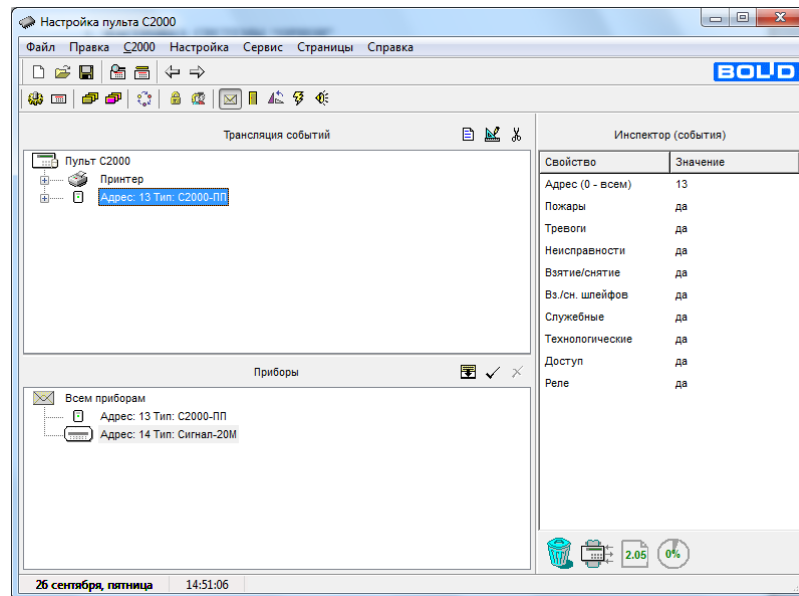 Настройка пульта С2000
Файл Правка С2000 Настройка Сервис Страницы Справка
BOLID
Трансляция событий
Пульт С2000
Принтер
Адрес: 13 Тип: С2000-ПП
Инспектор (события)
Свойство Значение
Адрес (0 - всем) 13
Пожары да
Тревоги да
Неисправности да
Взятие/снятие да
Вз./сн. шлейфов да
Служебные да
Технологические да
Доступ да
Реле да
Приборы
Всем приборам
Адрес: 13 Тип: С2000-ПП
Адрес: 14 Тип: Сигнал-20М
2.05 0%
26 сентября, пятница 14:51:06